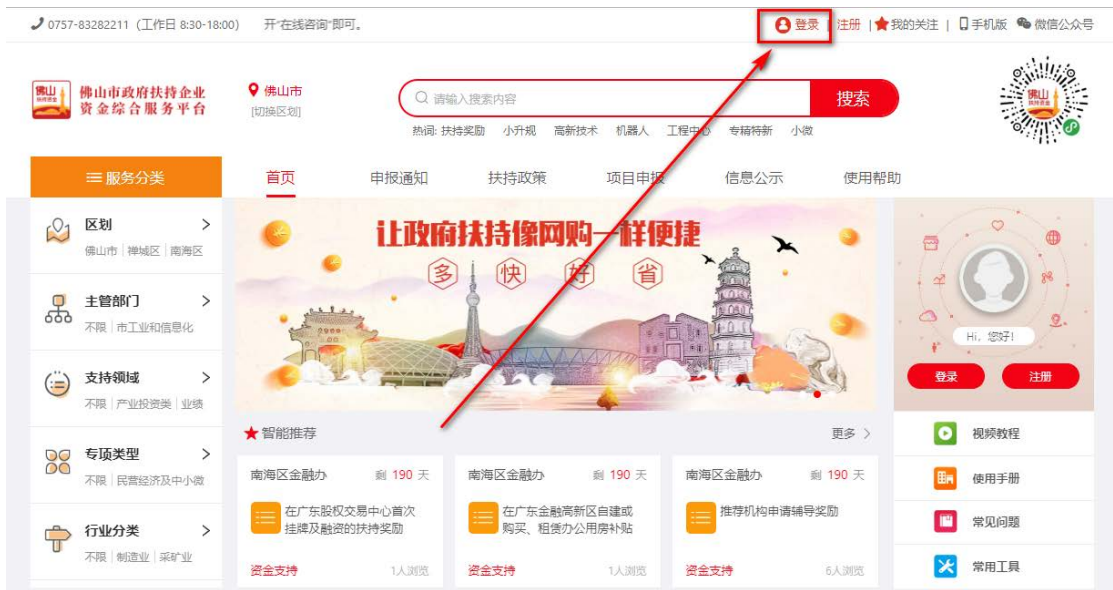 0757-83282211 (工作日 8:30-18:00) 开“在线咨询”即可。 登录 | 注册 | 我的关注 | 手机版 微信公众号
佛山市政府扶持企业
资金综合服务平台
佛山市
[切换区划]
请输入搜索内容 搜索
热词: 扶持奖励 小升规 高新技术 机器人 工程中心 专精特新 小微
服务分类 首页 申报通知 扶持政策 项目申报 信息公示 使用帮助
区划 >
佛山市 | 禅城区 | 南海区
主管部门 >
不限 | 市工业和信息化
支持领域 >
不限 | 产业投资类 | 业绩
专项类型 >
不限 | 民营经济及中小微
行业分类 >
不限 | 制造业 | 采矿业
让政府扶持像网购一样便捷
多 快 好 省
Hi, 您好!
登录 注册
智能推荐 更多 >
南海区金融办 剩 190 天
在广东股权交易中心首次
挂牌及融资的扶持奖励
资金支持 1人浏览
南海区金融办 剩 190 天
在广东金融高新区自建或
购买、租赁办公用房补贴
资金支持 1人浏览
南海区金融办 剩 190 天
推荐机构申请辅导奖励
资金支持 6人浏览
视频教程
使用手册
常见问题
常用工具